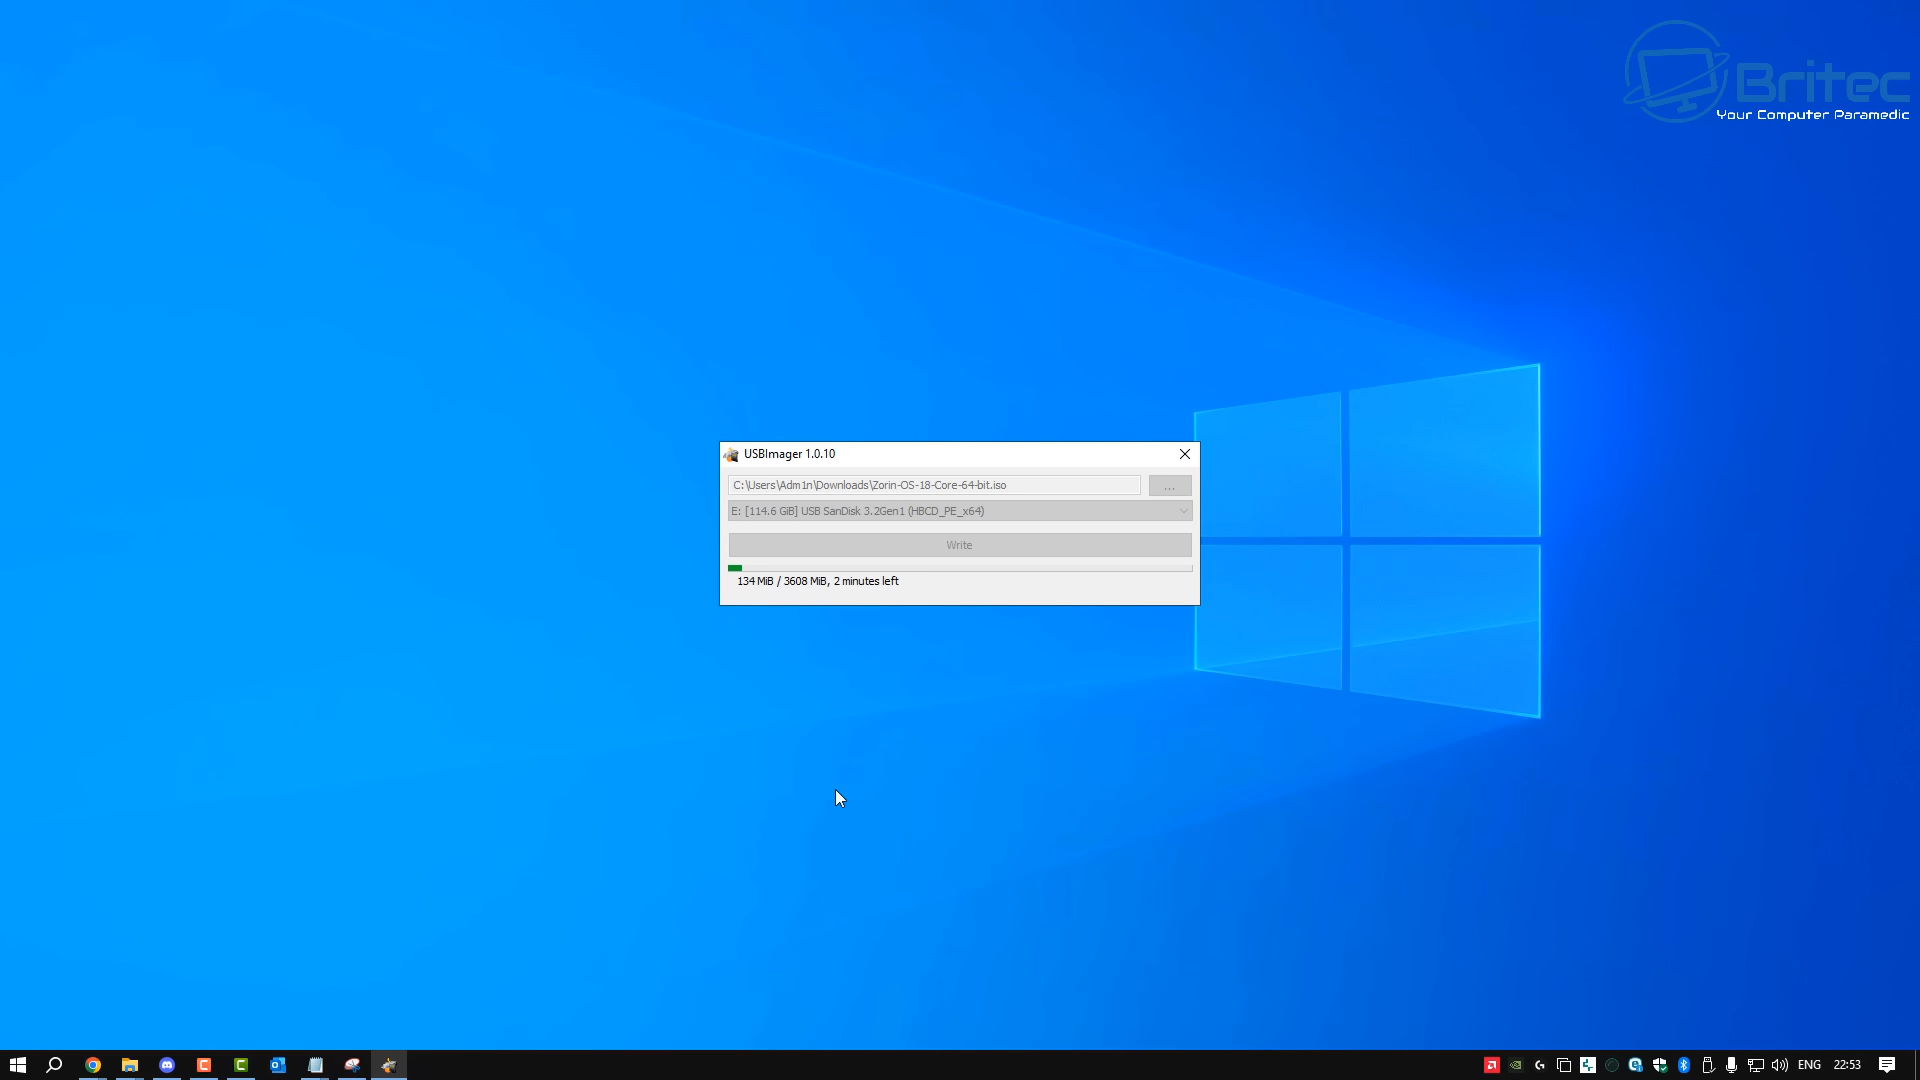 Britec
Your Computer Paramedic
USBImager 1.0.10
C:\Users\Adm1n\Downloads\Zorin-OS-18-Core-64-bit.iso
...
E: [114.6 GiB] USB SanDisk 3.2Gen1 (HBCD_PE_x64)
Write
134 MiB / 3608 MiB, 2 minutes left
ENG
22:53